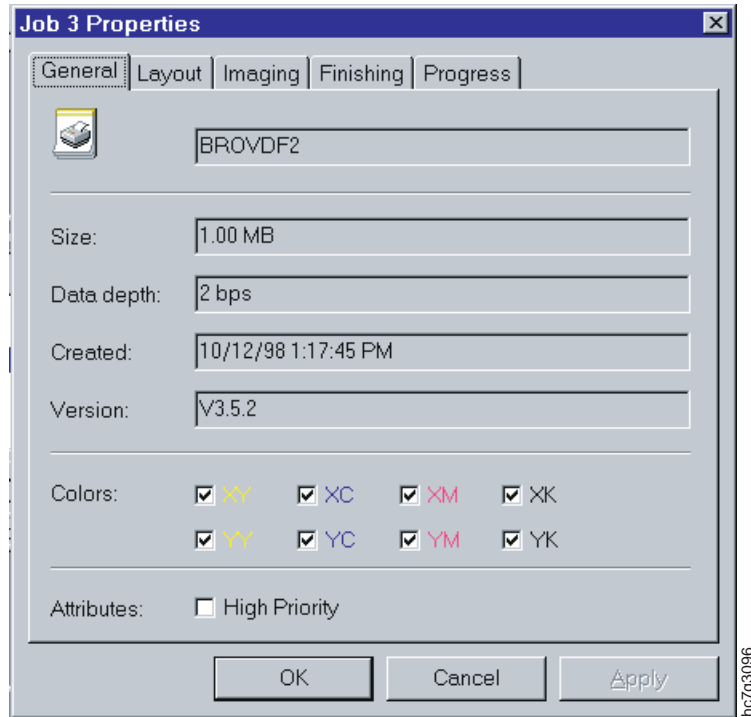 Job 3 Properties
General Layout Imaging Finishing Progress
BROVDF2
Size: 1.00 MB
Data depth: 2 bps
Created: 10/12/98 1:17:45 PM
Version: V3.5.2
Colors: XY XC XM XK
YY YC YM YK
Attributes: High Priority
OK Cancel Apply
hc7g3096